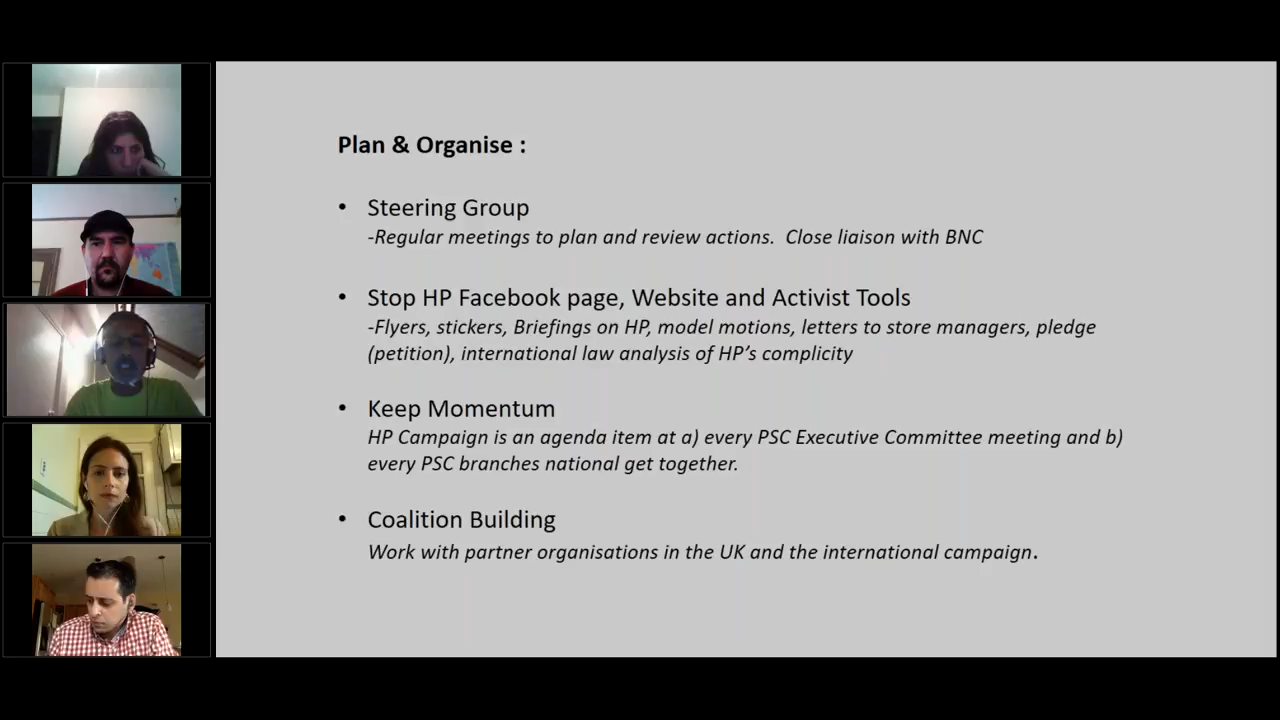 Plan & Organise :
• Steering Group
-Regular meetings to plan and review actions.  Close liaison with BNC
• Stop HP Facebook page, Website and Activist Tools
-Flyers, stickers, Briefings on HP, model motions, letters to store managers, pledge
(petition), international law analysis of HP’s complicity
• Keep Momentum
HP Campaign is an agenda item at a) every PSC Executive Committee meeting and b)
every PSC branches national get together.
• Coalition Building
Work with partner organisations in the UK and the international campaign.